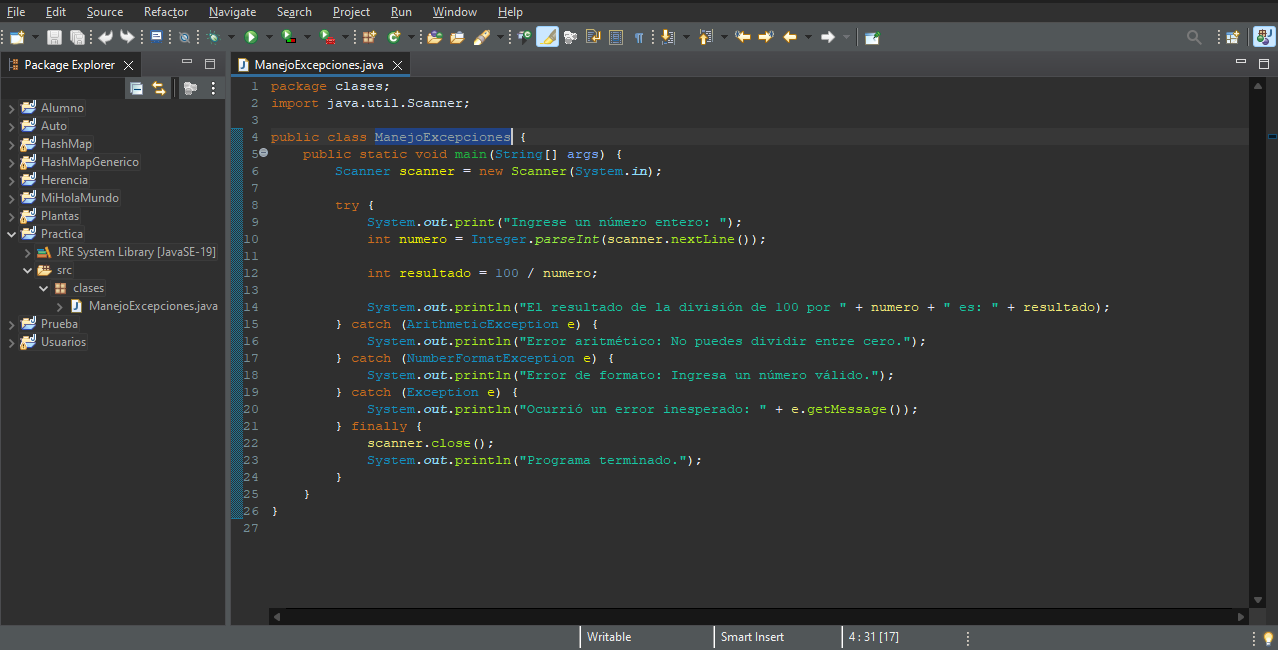 File Edit Source Refactor Navigate Search Project Run Window Help
Package Explorer
ManejoExcepciones.java
Alumno
Auto
HashMap
HashMapGenerico
Herencia
MiHolaMundo
Plantas
Practica
JRE System Library [JavaSE-19]
src
clases
ManejoExcepciones.java
Prueba
Usuarios
1 package clases;
2 import java.util.Scanner;
3
4 public class ManejoExcepciones {
5 public static void main(String[] args) {
6 Scanner scanner = new Scanner(System.in);
7
8 try {
9 System.out.print("Ingrese un número entero: ");
10 int numero = Integer.parseInt(scanner.nextLine());
11
12 int resultado = 100 / numero;
13
14 System.out.println("El resultado de la división de 100 por " + numero + " es: " + resultado);
15 } catch (ArithmeticException e) {
16 System.out.println("Error aritmético: No puedes dividir entre cero.");
17 } catch (NumberFormatException e) {
18 System.out.println("Error de formato: Ingresa un número válido.");
19 } catch (Exception e) {
20 System.out.println("Ocurrió un error inesperado: " + e.getMessage());
21 } finally {
22 scanner.close();
23 System.out.println("Programa terminado.");
24 }
25 }
26 }
27
Writable Smart Insert 4 : 31 [17]